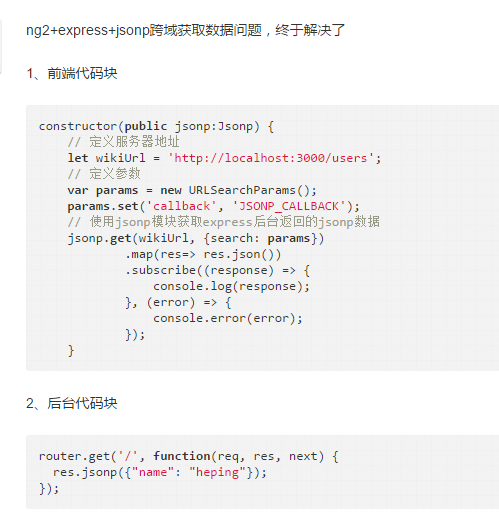 ng2+express+jsonp跨域获取数据问题，终于解决了
1、前端代码块
constructor(public jsonp:Jsonp) {
    // 定义服务器地址
    let wikiUrl = 'http://localhost:3000/users';
    // 定义参数
    var params = new URLSearchParams();
    params.set('callback', 'JSONP_CALLBACK');
    // 使用jsonp模块获取express后台返回的jsonp数据
    jsonp.get(wikiUrl, {search: params})
            .map(res=> res.json())
            .subscribe((response) => {
                console.log(response);
            }, (error) => {
                console.error(error);
            });
    }
2、后台代码块
router.get('/', function(req, res, next) {
  res.jsonp({"name": "heping"});
});